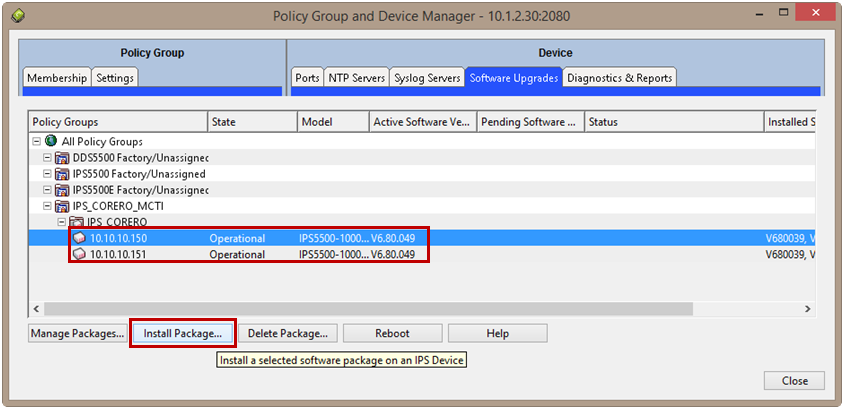 Policy Group and Device Manager - 10.1.2.30:2080
Policy Group Device
Membership Settings Ports NTP Servers Syslog Servers Software Upgrades Diagnostics & Reports
Policy Groups State Model Active Software Ve... Pending Software ... Status Installed S
All Policy Groups
DDS5500 Factory/Unassigned
IPS5500 Factory/Unassigned
IPS5500E Factory/Unassigned
IPS_CORERO_MCTI
IPS_CORERO
10.10.10.150 Operational IPS5500-1000... V6.80.049 V680039, V
10.10.10.151 Operational IPS5500-1000... V6.80.049 V680039, V
Manage Packages... Install Package... Delete Package... Reboot Help
Install a selected software package on an IPS Device
Close